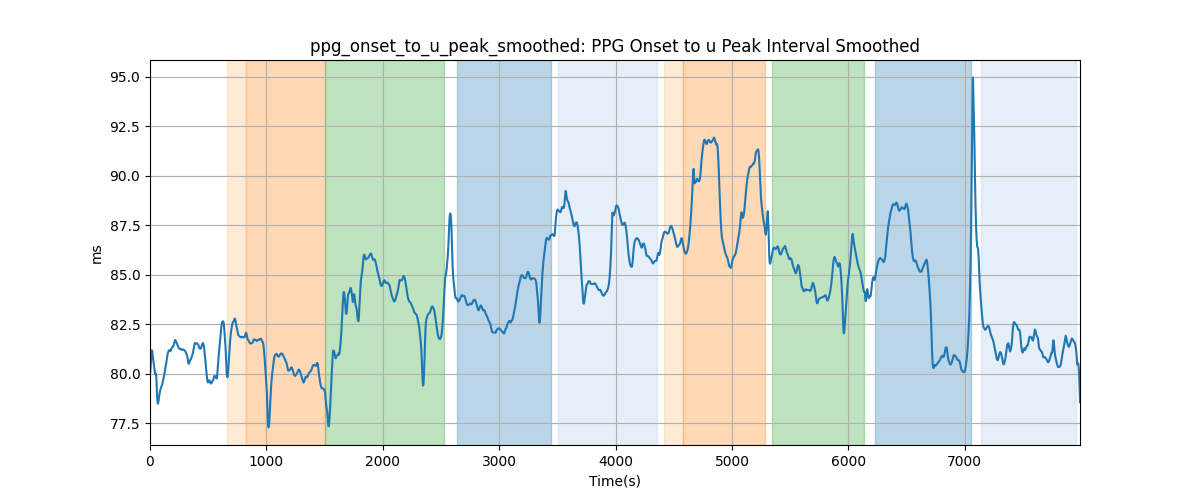 ppg_onset_to_u_peak_smoothed: PPG Onset to u Peak Interval Smoothed
95.0
92.5
90.0
87.5
85.0
82.5
80.0
77.5
ms
0 1000 2000 3000 4000 5000 6000 7000
Time(s)